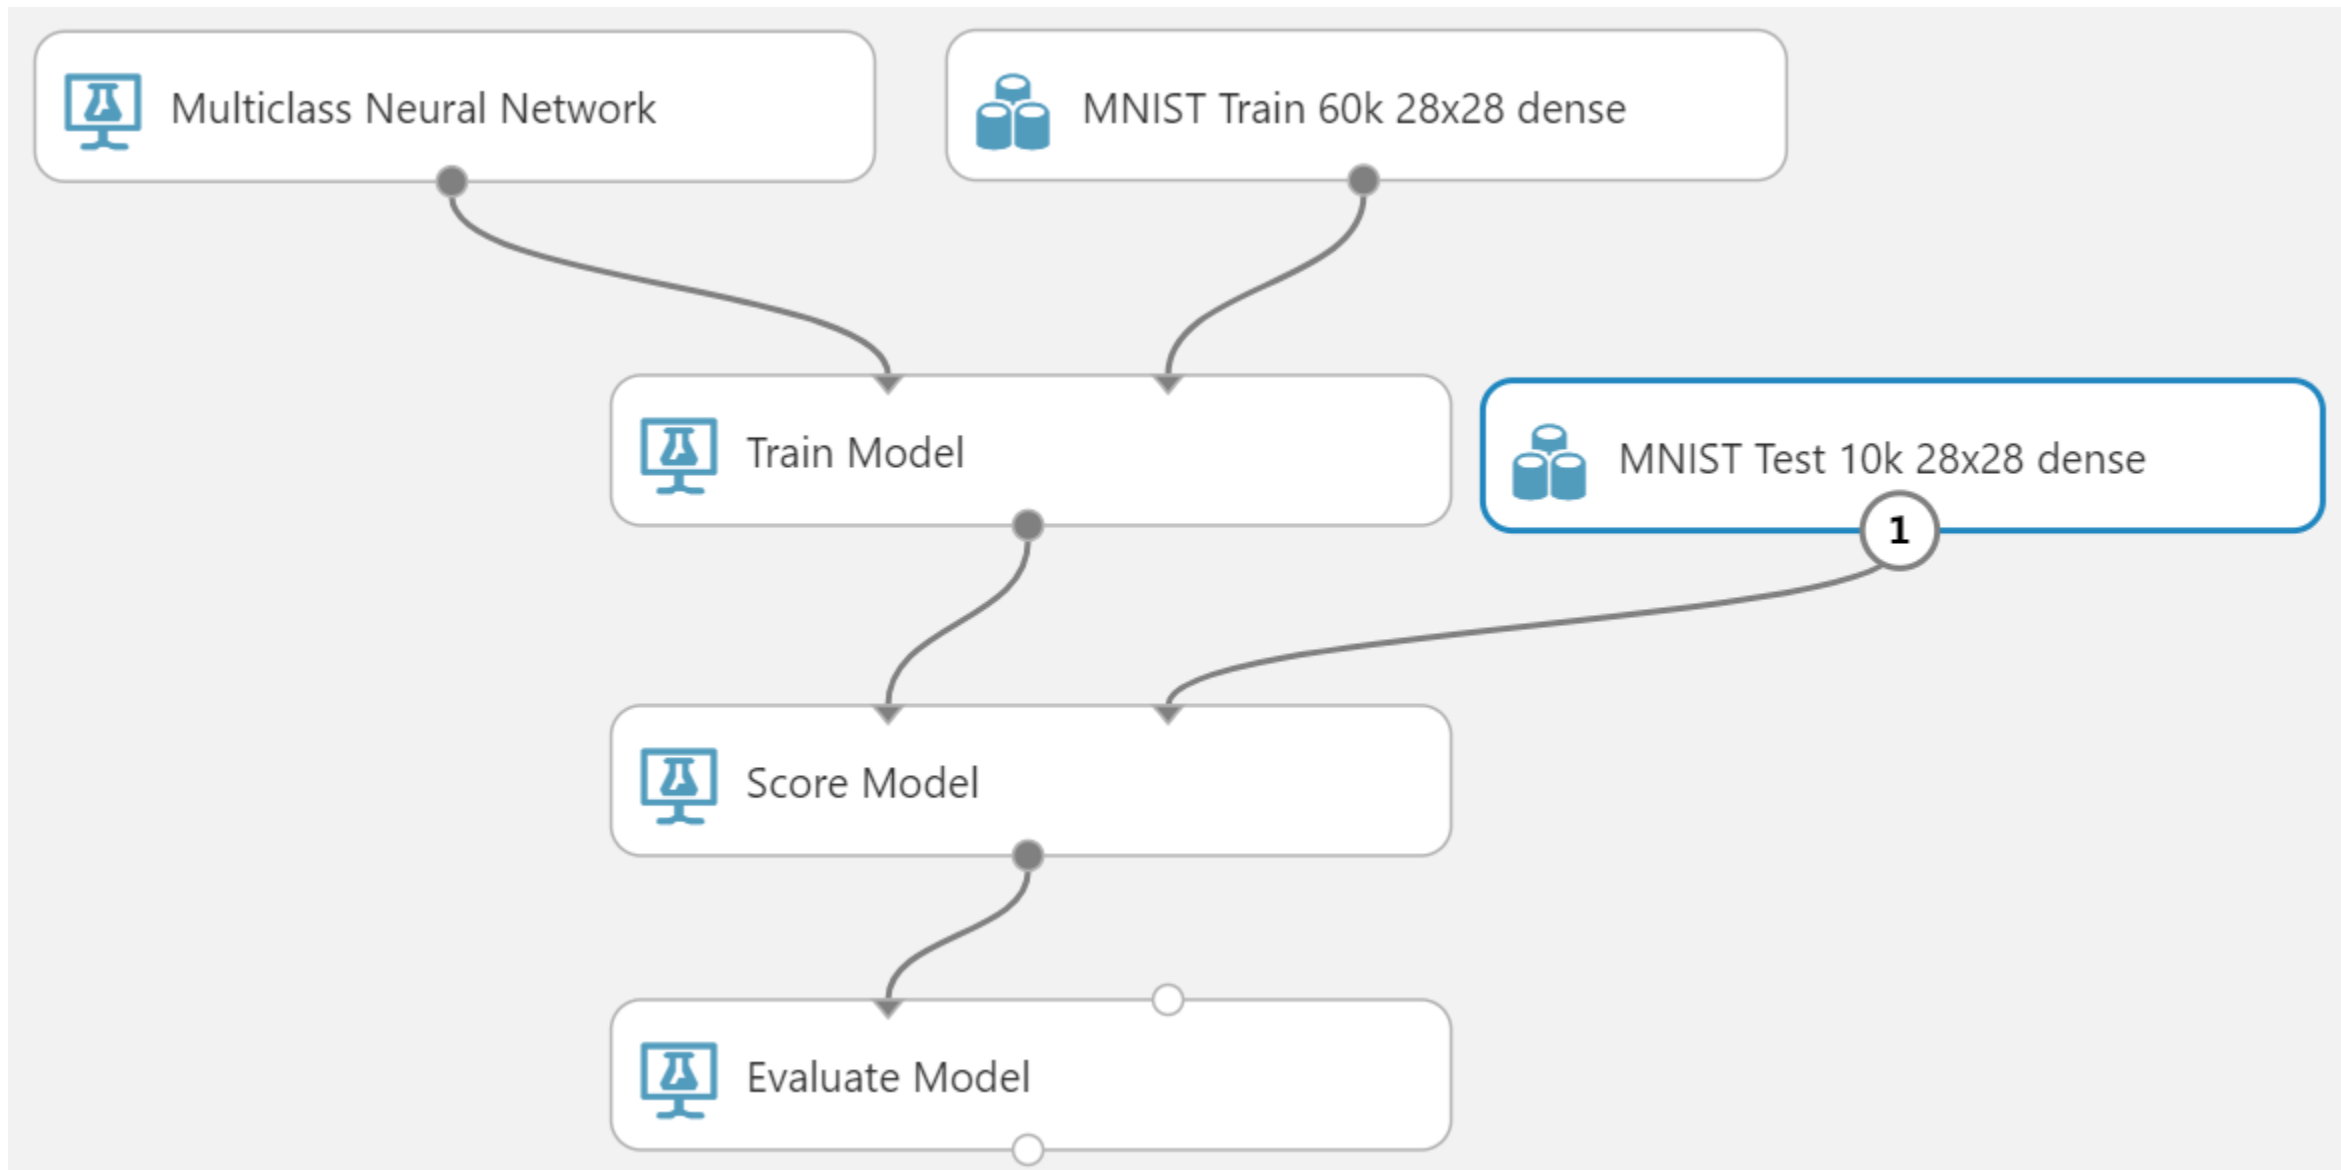 Multiclass Neural Network
MNIST Train 60k 28x28 dense
Train Model
MNIST Test 10k 28x28 dense
1
Score Model
Evaluate Model